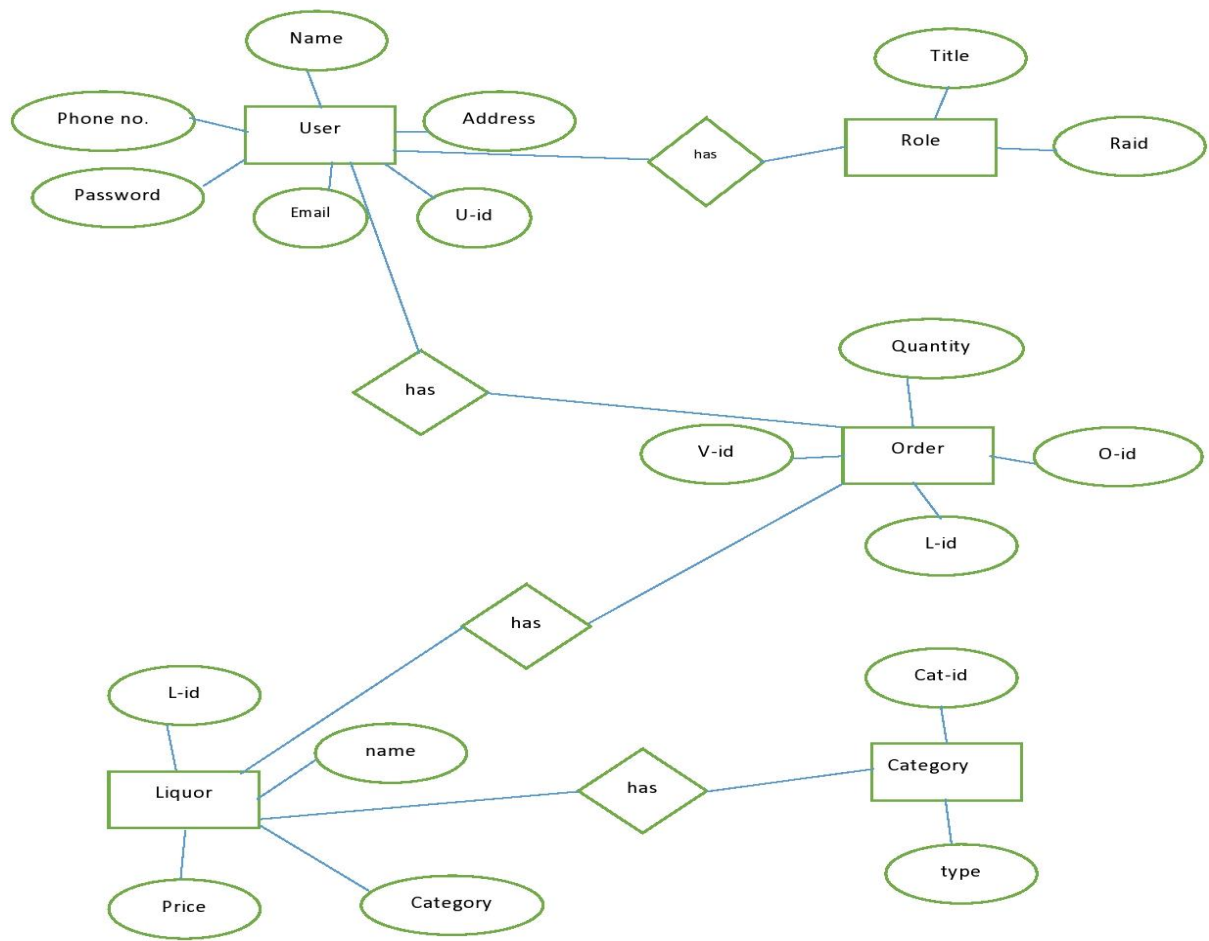 Name
Title
Phone no.
User
Address
has
Role
Raid
Password
Email
U-id
Quantity
has
V-id
Order
O-id
L-id
has
L-id
Cat-id
name
Liquor
has
Category
Price
Category
type